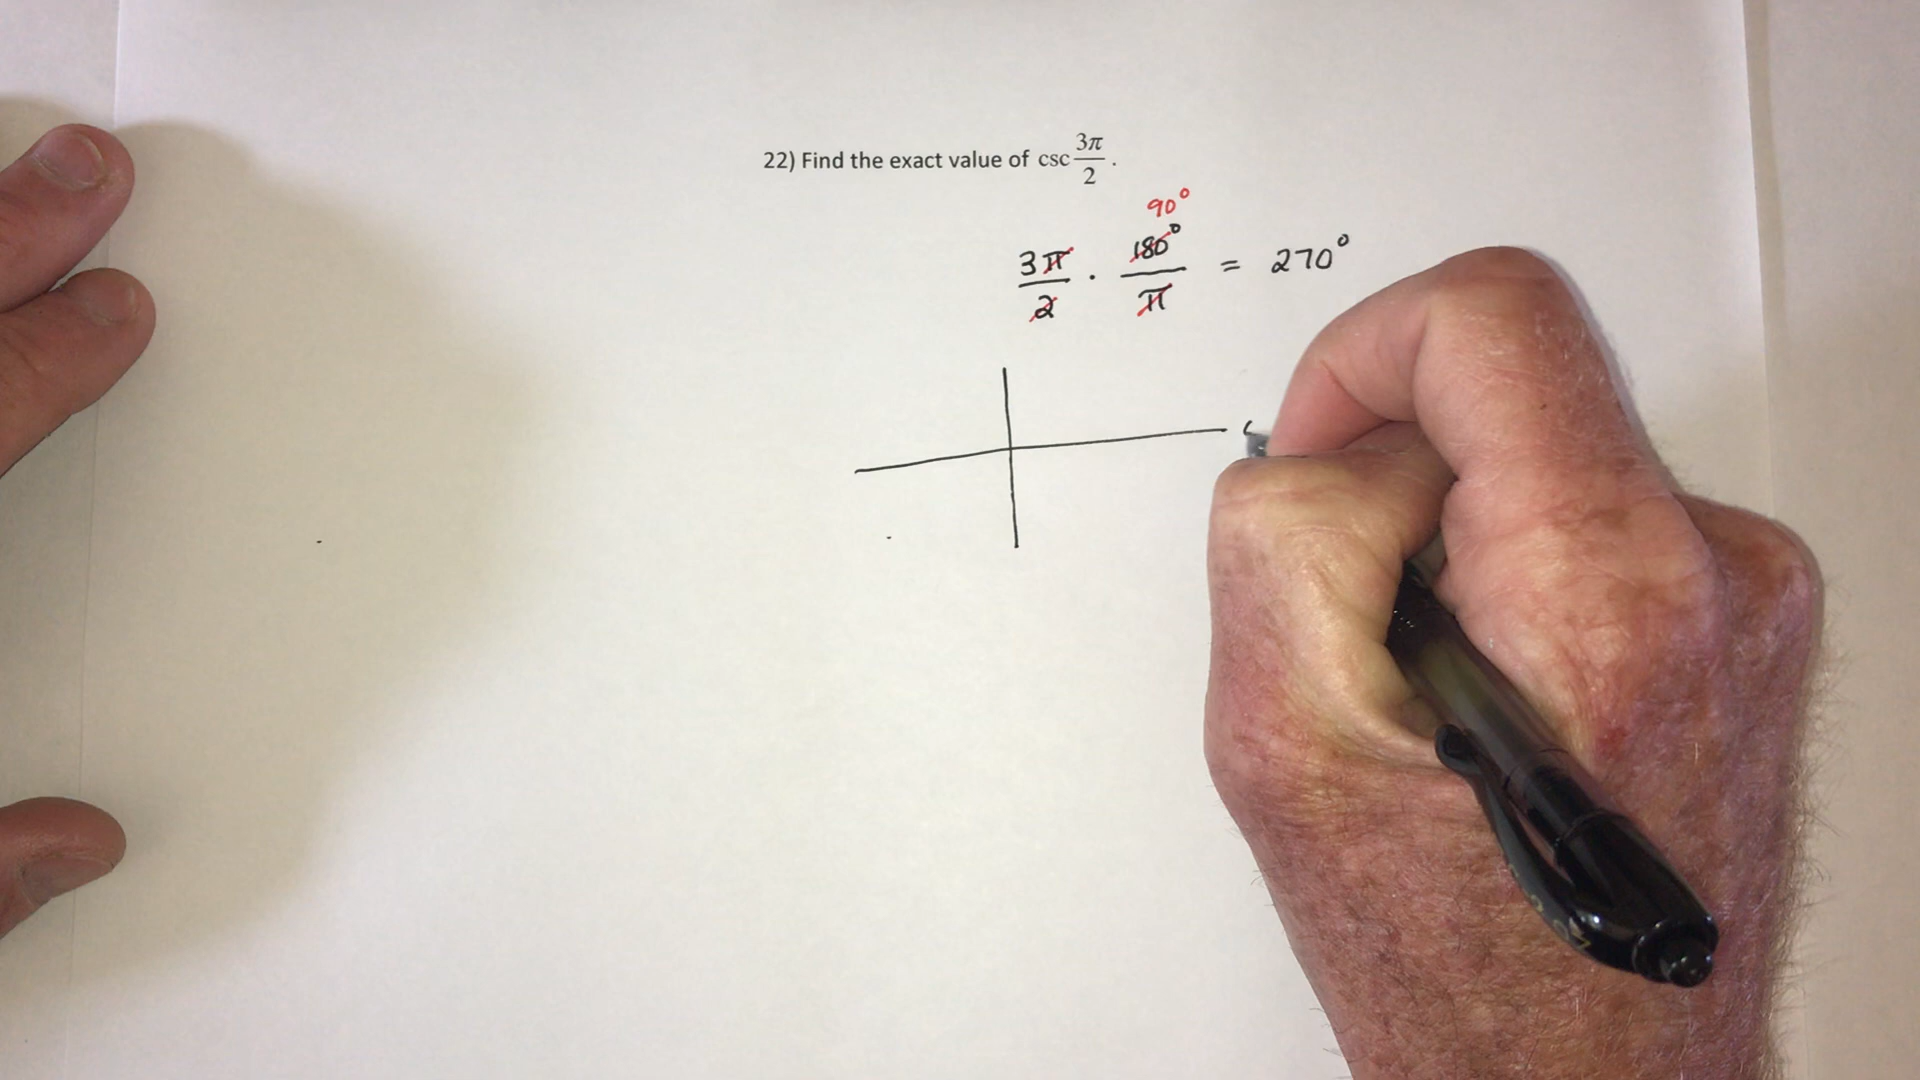 22) Find the exact value of csc 3π/2 .
90°
3π/2 · 180°/π = 270°